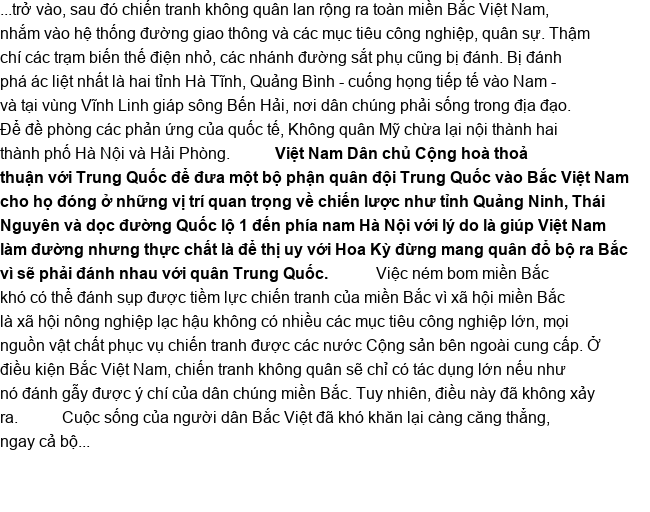 ...trở vào, sau đó chiến tranh không quân lan rộng ra toàn miền Bắc Việt Nam,
nhằm vào hệ thống đường giao thông và các mục tiêu công nghiệp, quân sự. Thậm
chí các trạm biến thế điện nhỏ, các nhánh đường sắt phụ cũng bị đánh. Bị đánh
phá ác liệt nhất là hai tỉnh Hà Tĩnh, Quảng Bình - cuống họng tiếp tế vào Nam -
và tại vùng Vĩnh Linh giáp sông Bến Hải, nơi dân chúng phải sống trong địa đạo.
Để đề phòng các phản ứng của quốc tế, Không quân Mỹ chừa lại nội thành hai
thành phố Hà Nội và Hải Phòng. Việt Nam Dân chủ Cộng hoà thoả
thuận với Trung Quốc để đưa một bộ phận quân đội Trung Quốc vào Bắc Việt Nam
cho họ đóng ở những vị trí quan trọng về chiến lược như tỉnh Quảng Ninh, Thái
Nguyên và dọc đường Quốc lộ 1 đến phía nam Hà Nội với lý do là giúp Việt Nam
làm đường nhưng thực chất là để thị uy với Hoa Kỳ đừng mang quân đổ bộ ra Bắc
vì sẽ phải đánh nhau với quân Trung Quốc. Việc ném bom miền Bắc
khó có thể đánh sụp được tiềm lực chiến tranh của miền Bắc vì xã hội miền Bắc
là xã hội nông nghiệp lạc hậu không có nhiều các mục tiêu công nghiệp lớn, mọi
nguồn vật chất phục vụ chiến tranh được các nước Cộng sản bên ngoài cung cấp. Ở
điều kiện Bắc Việt Nam, chiến tranh không quân sẽ chỉ có tác dụng lớn nếu như
nó đánh gẫy được ý chí của dân chúng miền Bắc. Tuy nhiên, điều này đã không xảy
ra. Cuộc sống của người dân Bắc Việt đã khó khăn lại càng căng thẳng,
ngay cả bộ...